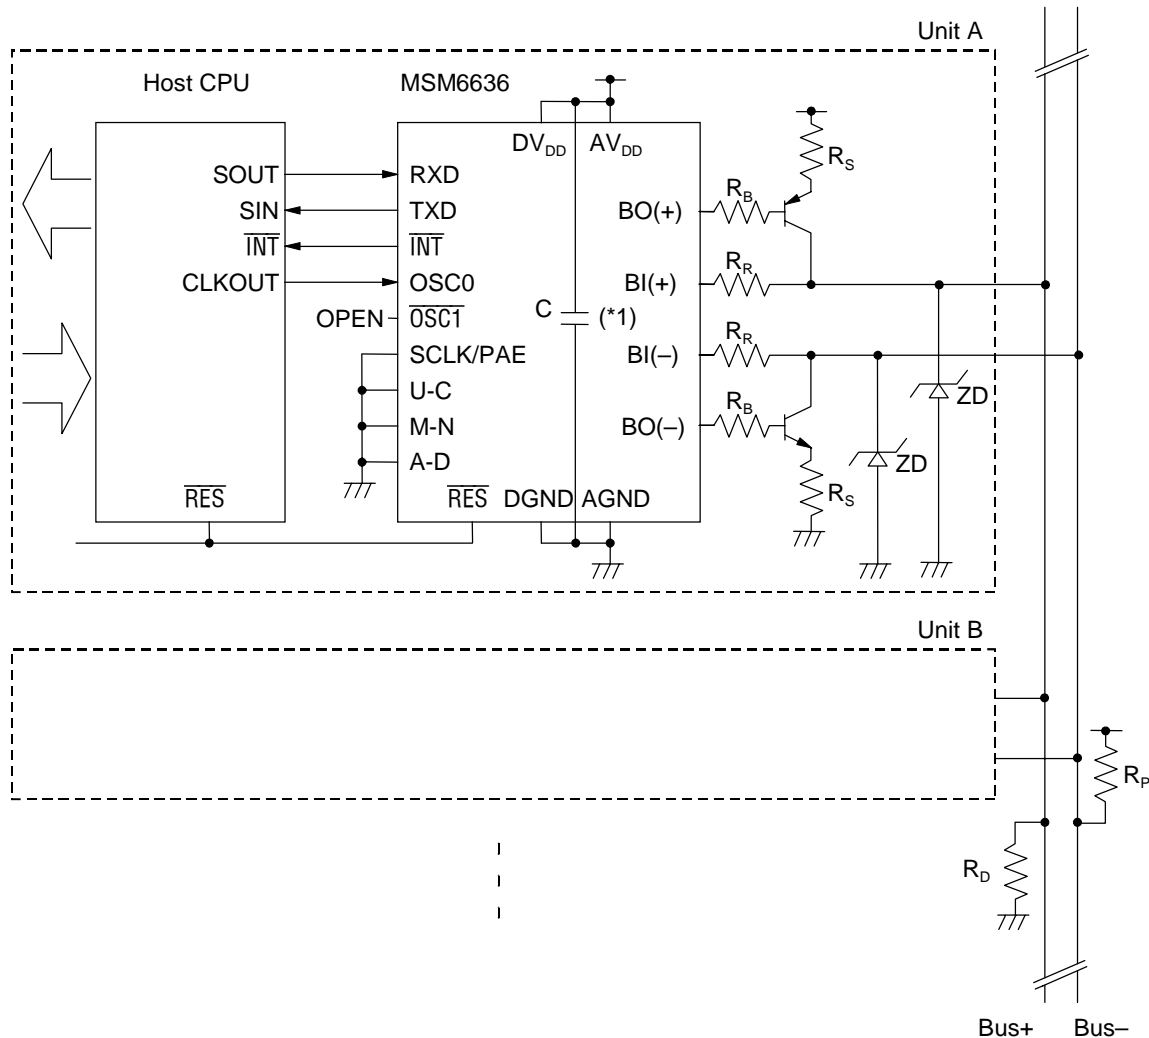 Unit A
Host CPU MSM6636
DVDD AVDD
RS
SOUT RXD
RB
SIN TXD BO(+)
INT INT
RR
CLKOUT OSC0 BI(+)
OPEN OSC1 C (*1)
RR
SCLK/PAE BI(–)
U-C
RB ZD
M-N BO(–)
A-D ZD
RES RES DGND AGND RS
Unit B
RP
RD
Bus+ Bus–